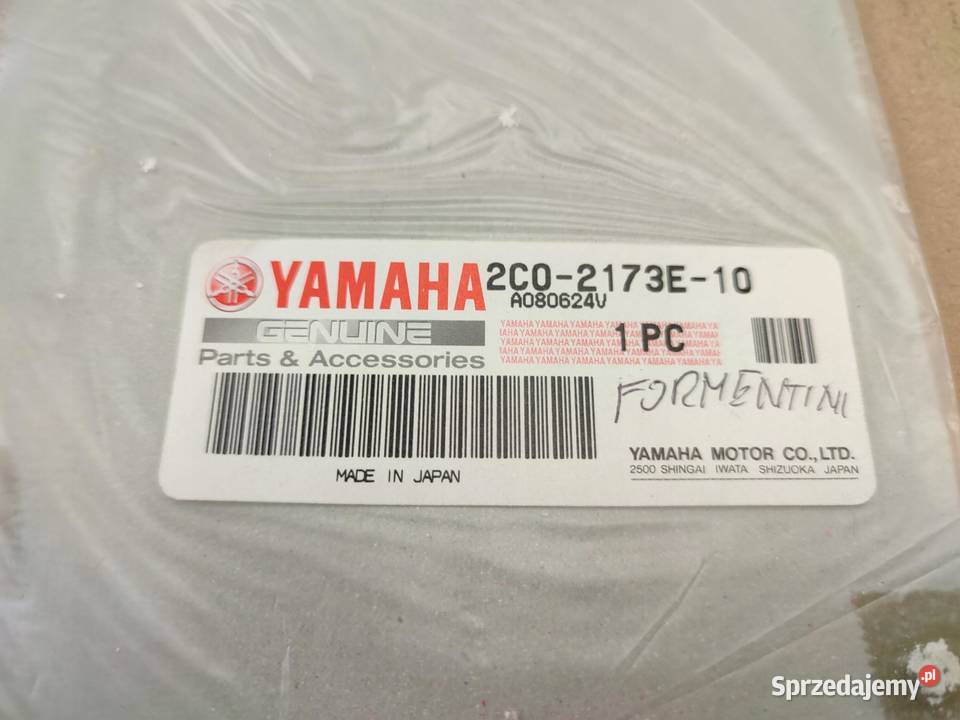 YAMAHA 2C0-2173E-10
A080624V
GENUINE
Parts & Accessories
YAMAHA YAMAHA YAMAHA YAMAHA YAMAHA YAMAHA YA
1 PC
FORMENTINI
YAMAHA MOTOR CO.,LTD.
2500 SHINGAI IWATA SHIZUOKA JAPAN
MADE IN JAPAN
Sprzedajemy.pl